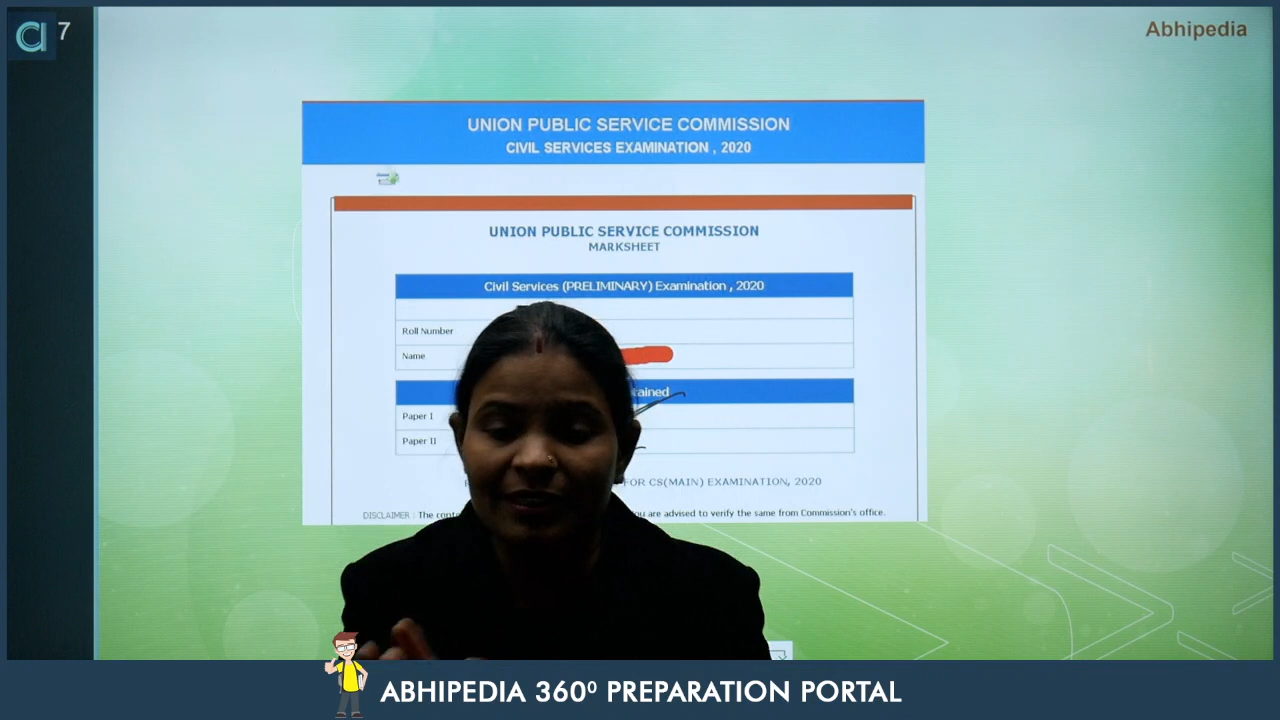 7
Abhipedia
UNION PUBLIC SERVICE COMMISSION
CIVIL SERVICES EXAMINATION , 2020
UNION PUBLIC SERVICE COMMISSION
MARKSHEET
Civil Services (PRELIMINARY) Examination , 2020
Roll Number
Name
Paper I
Paper II
FOR CS(MAIN) EXAMINATION, 2020
DISCLAIMER : The you are advised to verify the same from Commission's office.
ABHIPEDIA 360⁰ PREPARATION PORTAL